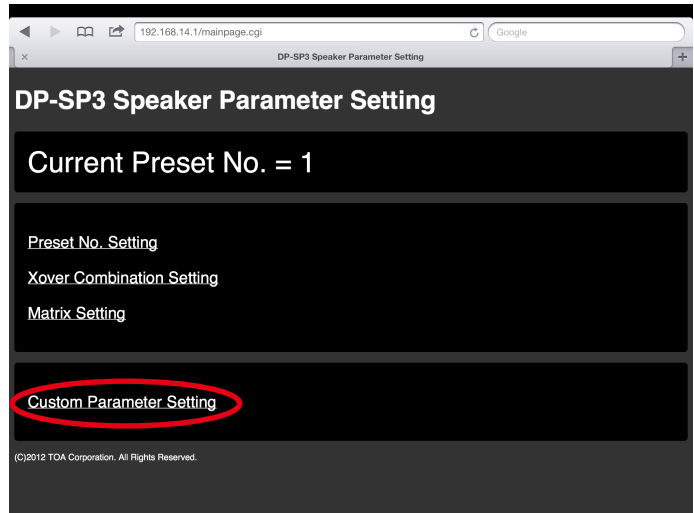 192.168.14.1/mainpage.cgi
Google
DP-SP3 Speaker Parameter Setting
DP-SP3 Speaker Parameter Setting
Current Preset No. = 1
Preset No. Setting
Xover Combination Setting
Matrix Setting
Custom Parameter Setting
(C)2012 TOA Corporation. All Rights Reserved.